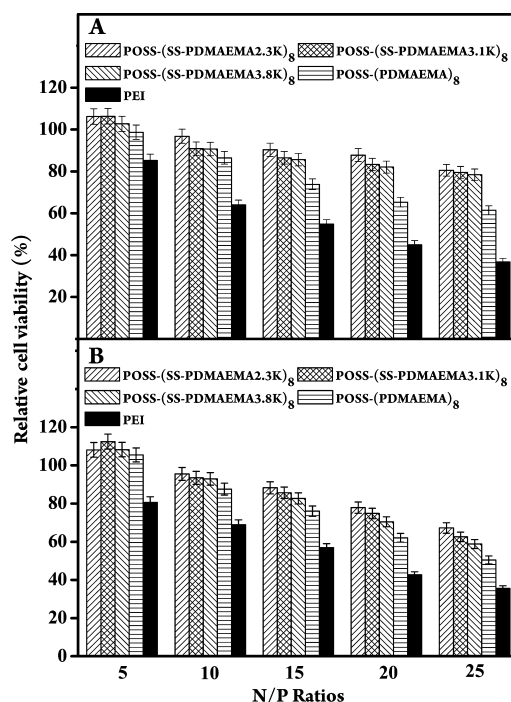 A
POSS-(SS-PDMAEMA2.3K)8 POSS-(SS-PDMAEMA3.1K)8
POSS-(SS-PDMAEMA3.8K)8 POSS-(PDMAEMA)8
PEI
120
100
80
60
40
20
Relative cell viability (%)
B
POSS-(SS-PDMAEMA2.3K)8 POSS-(SS-PDMAEMA3.1K)8
POSS-(SS-PDMAEMA3.8K)8 POSS-(PDMAEMA)8
PEI
120
100
80
60
40
20
0
5 10 15 20 25
N/P Ratios